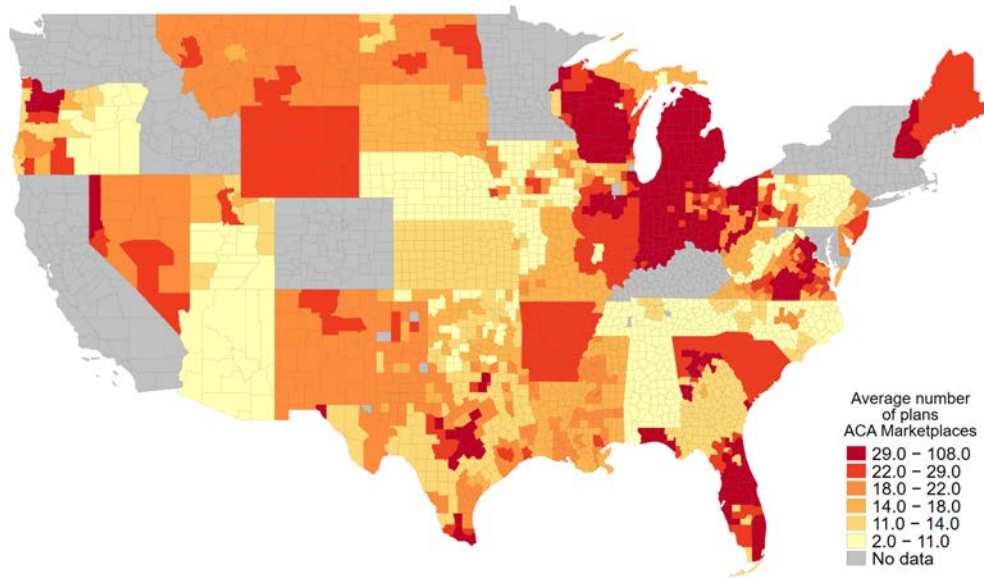 Average number
of plans
ACA Marketplaces
29.0 − 108.0
22.0 − 29.0
18.0 − 22.0
14.0 − 18.0
11.0 − 14.0
2.0 − 11.0
No data